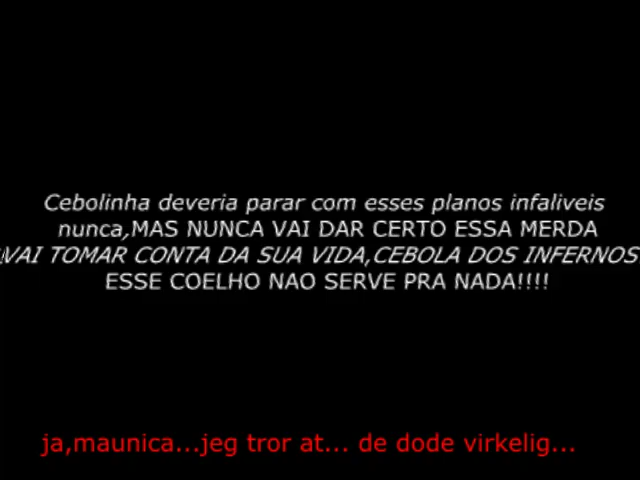 Cebolinha deveria parar com esses planos infaliveis
nunca,MAS NUNCA VAI DAR CERTO ESSA MERDA
VAI TOMAR CONTA DA SUA VIDA,CEBOLA DOS INFERNOS
ESSE COELHO NAO SERVE PRA NADA!!!!
ja,maunica...jeg tror at... de dode virkelig...